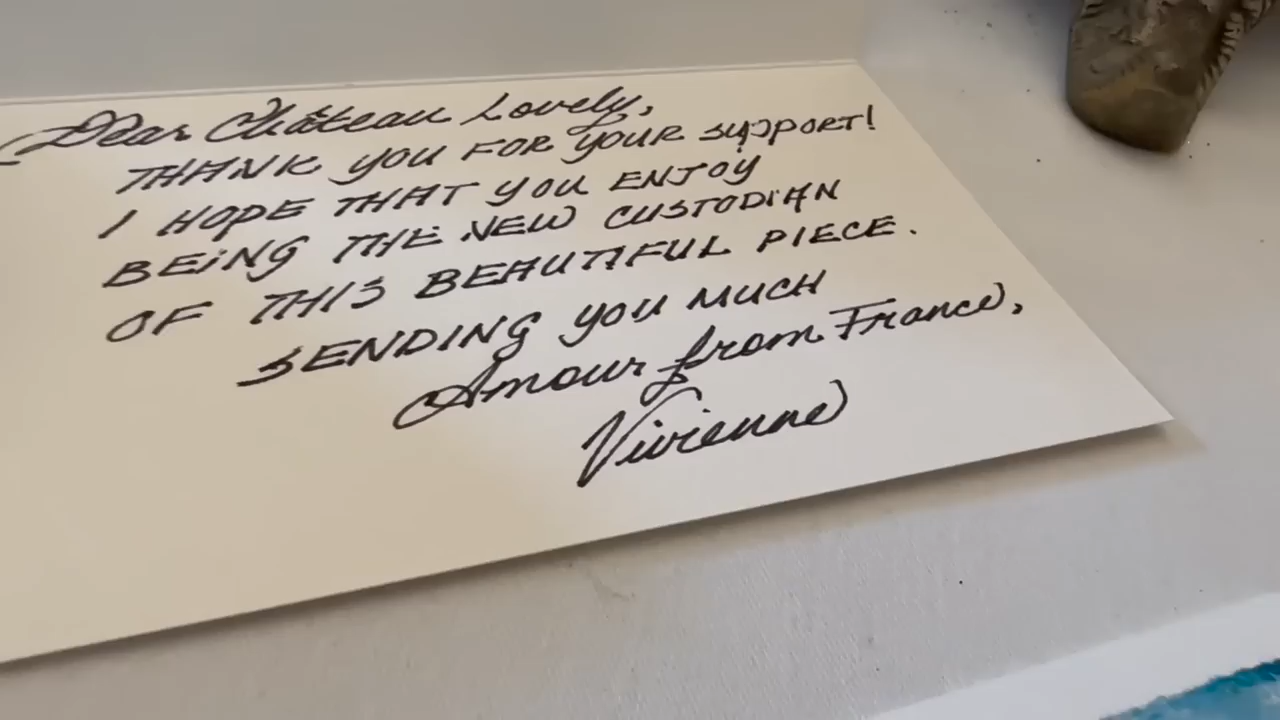 Dear Château Lovely,
THANK YOU FOR YOUR SUPPORT!
I HOPE THAT YOU ENJOY
BEING THE NEW CUSTODIAN
OF THIS BEAUTIFUL PIECE.
SENDING YOU MUCH
Amour from France,
Vivienne